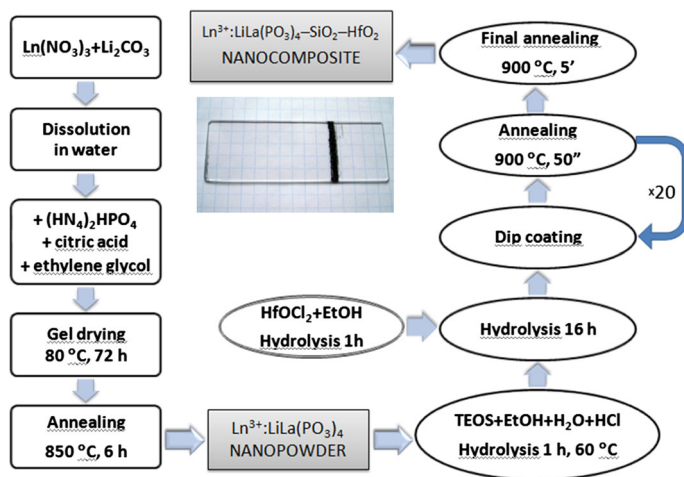 Ln(NO₃)₃+Li₂CO₃
Dissolution
in water
+ (HN₄)₂HPO₄
+ citric acid
+ ethylene glycol
Gel drying
80 °C, 72 h
Annealing
850 °C, 6 h
Ln³⁺:LiLa(PO₃)₄
NANOPOWDER
TEOS+EtOH+H₂O+HCl
Hydrolysis 1 h, 60 °C
HfOCl₂+EtOH
Hydrolysis 1h
Hydrolysis 16 h
Dip coating
Annealing
900 °C, 50”
×20
Final annealing
900 °C, 5’
Ln³⁺:LiLa(PO₃)₄–SiO₂–HfO₂
NANOCOMPOSITE